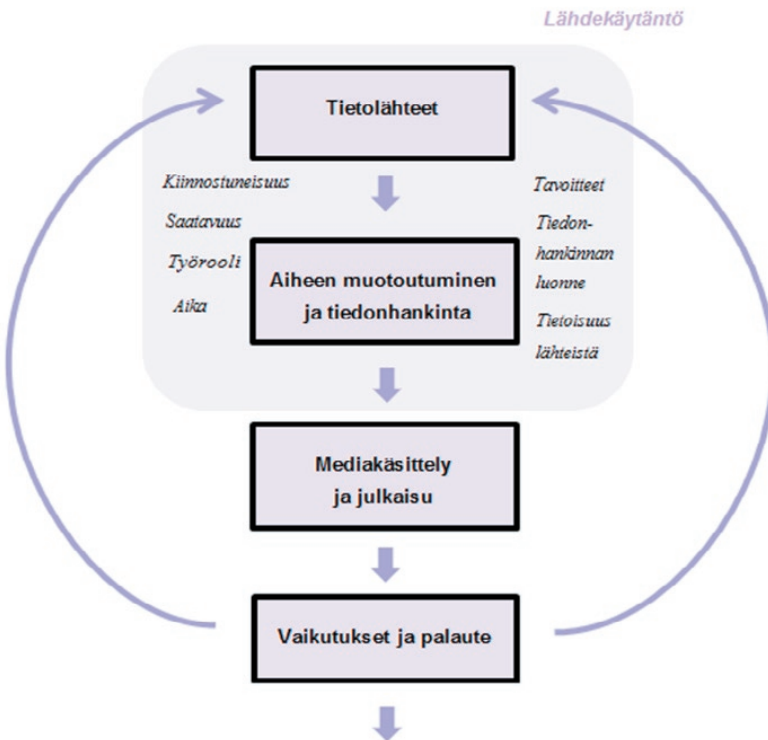 Lähdekäytäntö
Tietolähteet
Kiinnostuneisuus
Saatavuus
Työrooli
Aika
Tavoitteet
Tiedon-
hankinnan
luonne
Tietoisuus
lähteistä
Aiheen muotoutuminen
ja tiedonhankinta
Mediakäsittely
ja julkaisu
Vaikutukset ja palaute